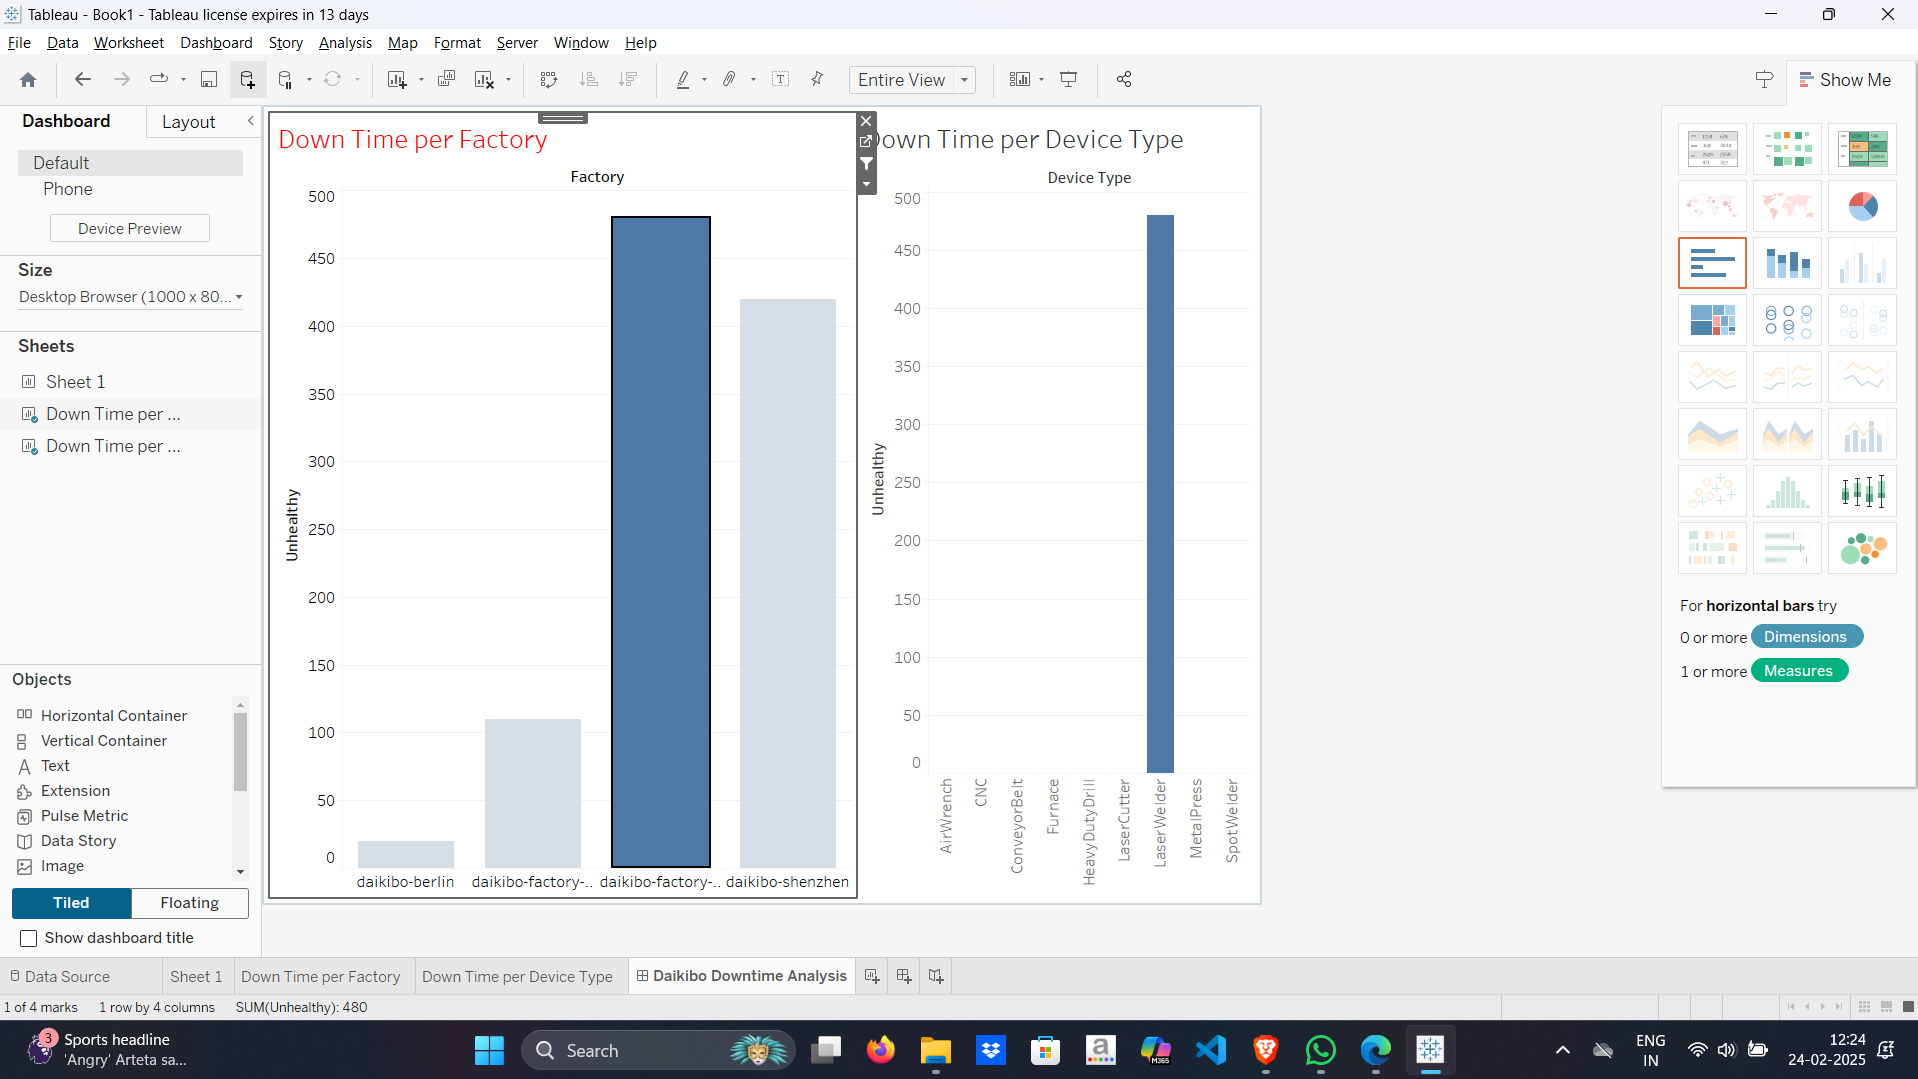 Tableau - Book1 - Tableau license expires in 13 days
File Data Worksheet Dashboard Story Analysis Map Format Server Window Help
Entire View
Show Me
Dashboard Layout
Default
Phone
Device Preview
Size
Desktop Browser (1000 x 80...
Sheets
Sheet 1
Down Time per ...
Down Time per ...
Objects
Horizontal Container
Vertical Container
Text
Extension
Pulse Metric
Data Story
Image
Tiled Floating
Show dashboard title
Down Time per Factory
Factory
500
450
400
350
300
250
200
150
100
50
0
Unhealthy
daikibo-berlin daikibo-factory-.. daikibo-factory-.. daikibo-shenzhen
Down Time per Device Type
Device Type
500
450
400
350
300
250
200
150
100
50
0
Unhealthy
AirWrench
CNC
ConveyorBelt
Furnace
HeavyDutyDrill
LaserCutter
LaserWelder
MetalPress
SpotWelder
For horizontal bars try
0 or more Dimensions
1 or more Measures
Data Source Sheet 1 Down Time per Factory Down Time per Device Type Daikibo Downtime Analysis
1 of 4 marks 1 row by 4 columns SUM(Unhealthy): 480
3
Sports headline
'Angry' Arteta sa...
Search
M365
ENG
IN
12:24
24-02-2025